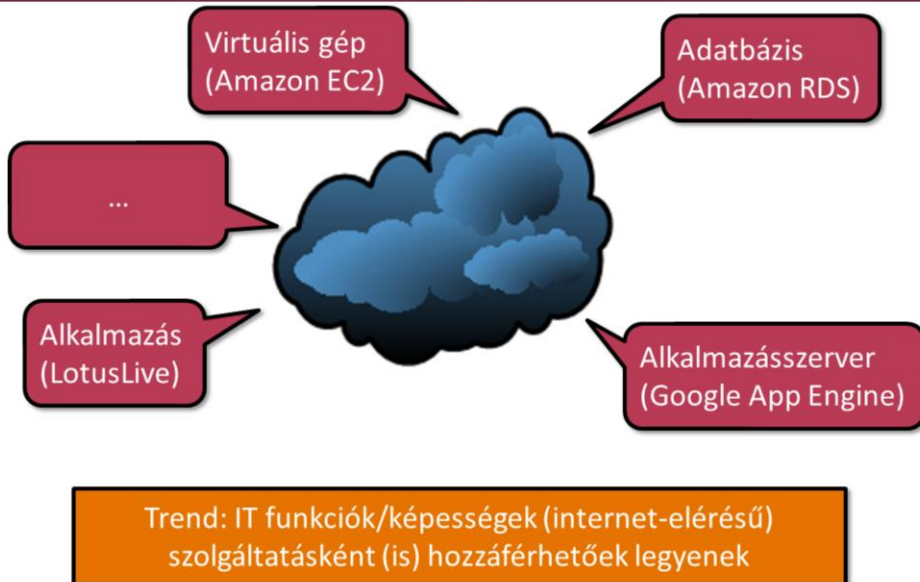 Virtuális gép
(Amazon EC2)
Adatbázis
(Amazon RDS)
...
Alkalmazás
(LotusLive)
Alkalmazásszerver
(Google App Engine)
Trend: IT funkciók/képességek (internet-elérésű)
szolgáltatásként (is) hozzáférhetőek legyenek